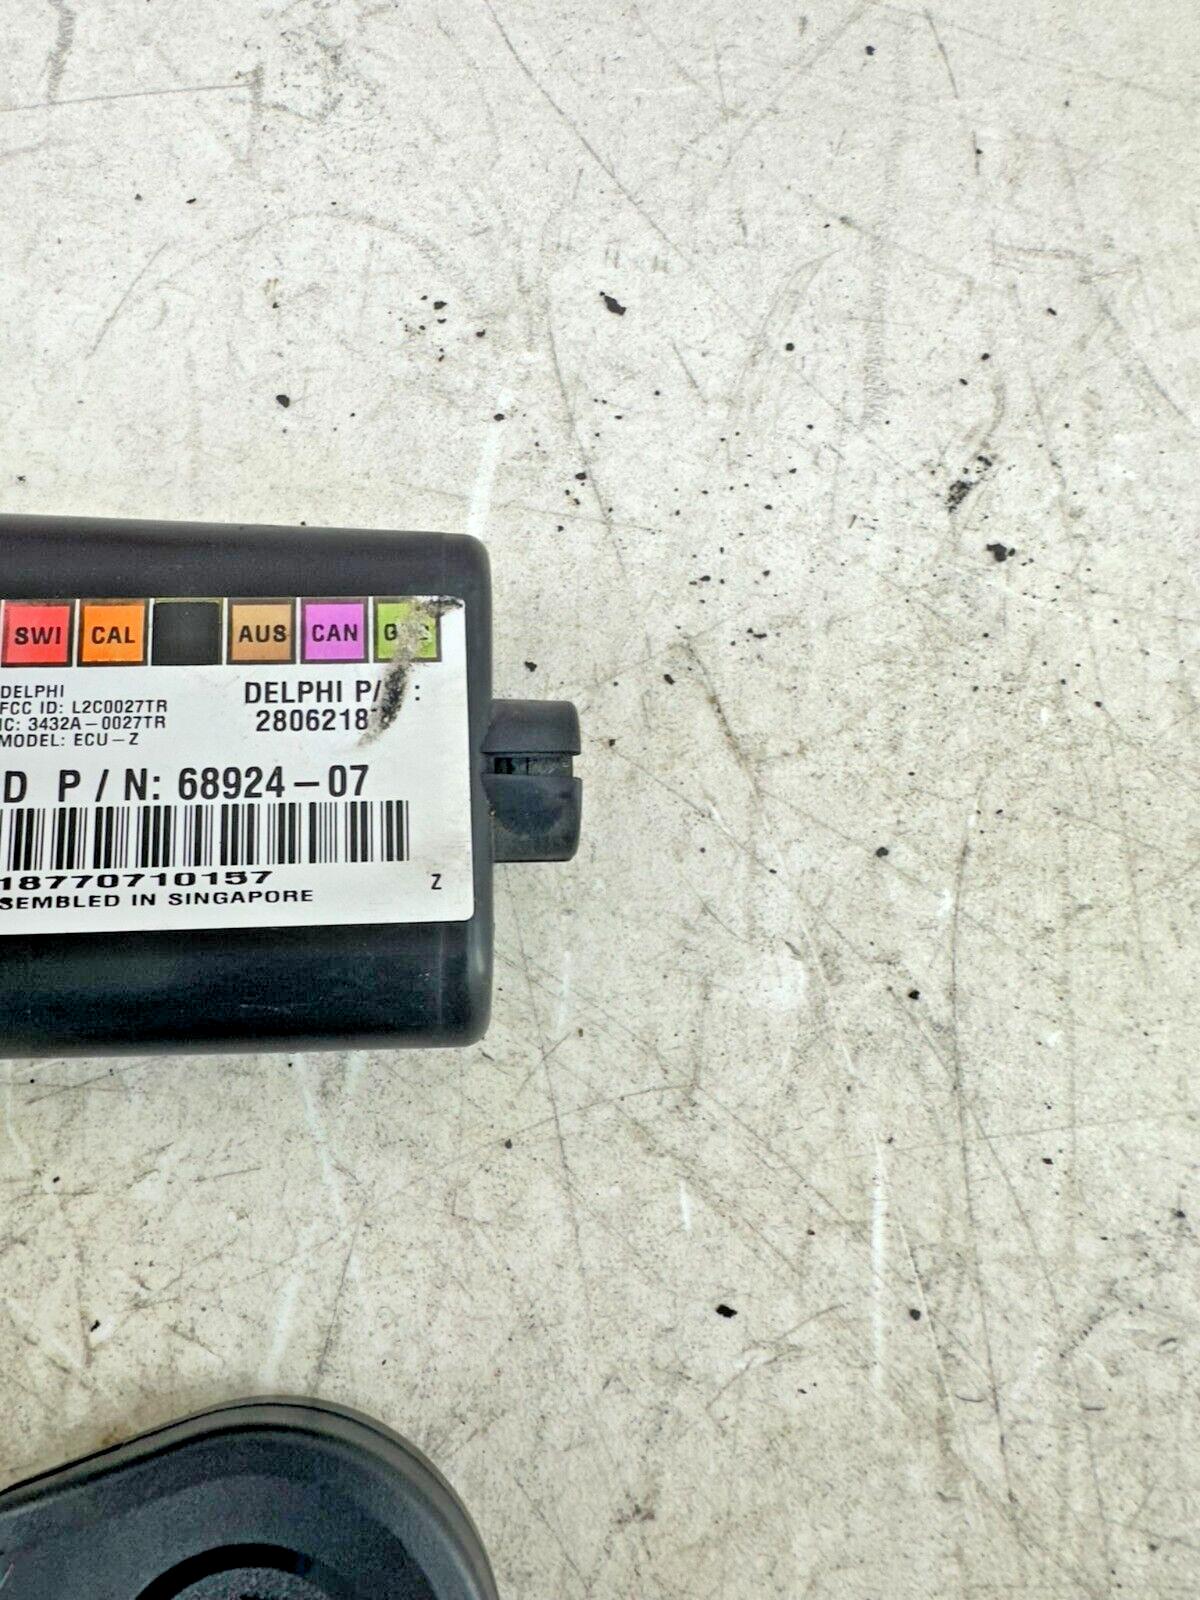 SWI CAL AUS CAN
DELPHI
FCC ID: L2C0027TR
IC: 3432A-0027TR
MODEL: ECU-Z
DELPHI P/ :
2806218
D P/N: 68924-07
18770710157
SEMBLED IN SINGAPORE
Z